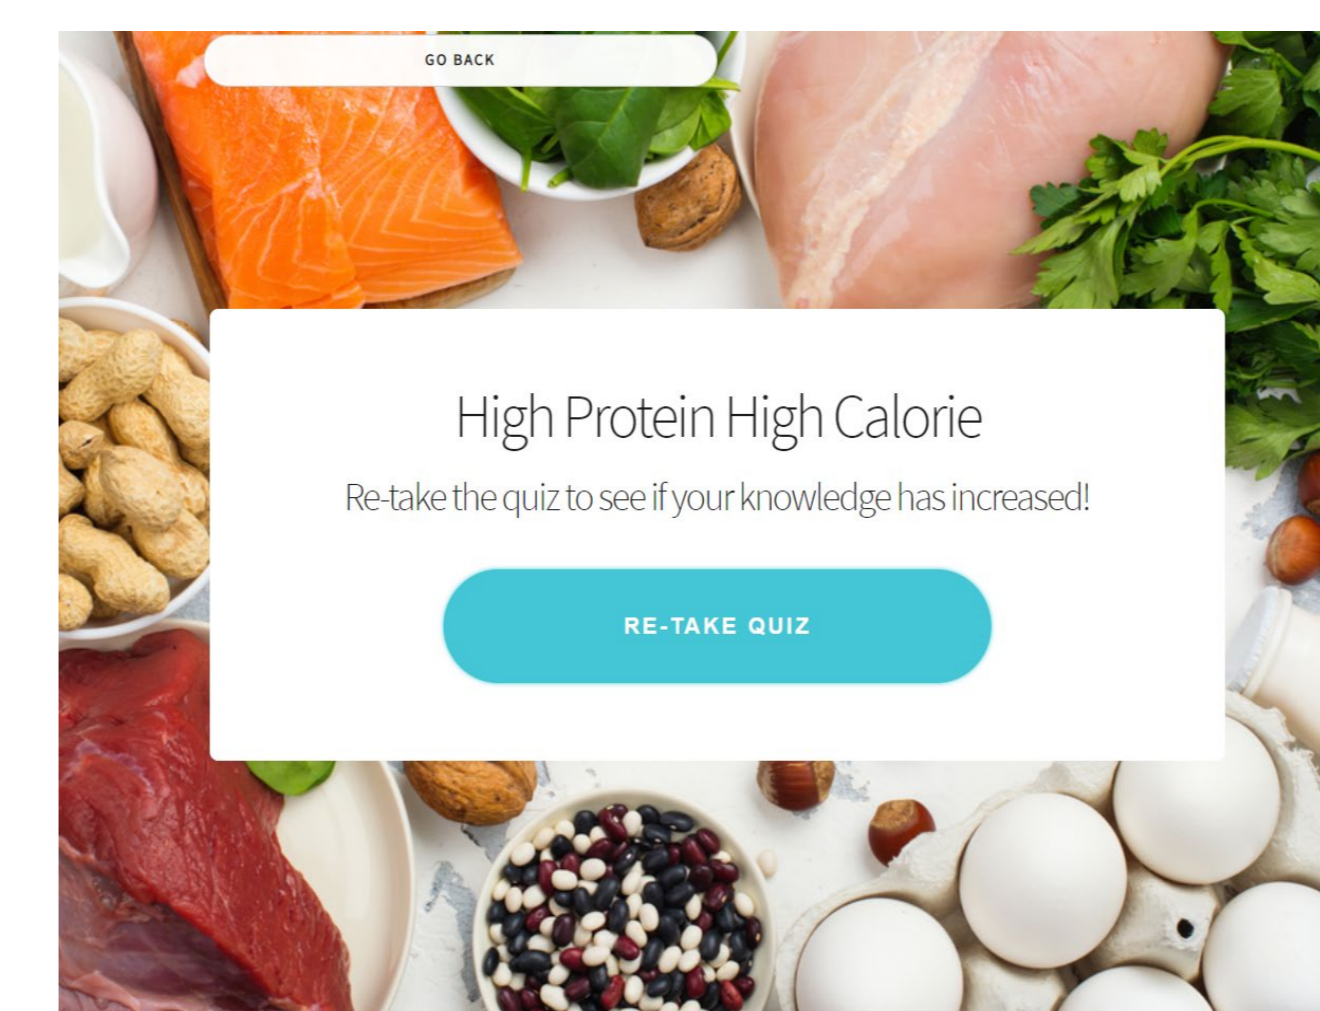 GO BACK
High Protein High Calorie
Re-take the quiz to see if your knowledge has increased!
RE-TAKE QUIZ